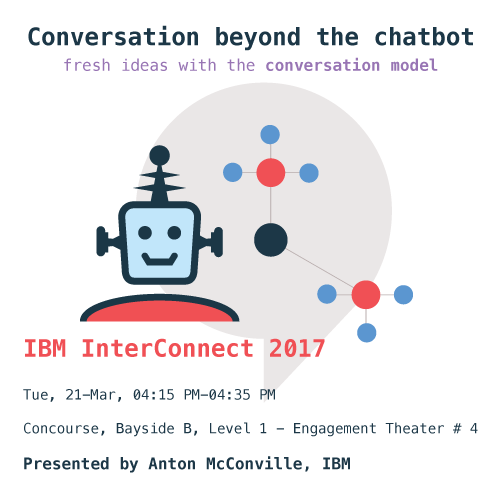 Conversation beyond the chatbot
fresh ideas with the conversation model
IBM InterConnect 2017
Tue, 21-Mar, 04:15 PM-04:35 PM
Concourse, Bayside B, Level 1 - Engagement Theater # 4
Presented by Anton McConville, IBM